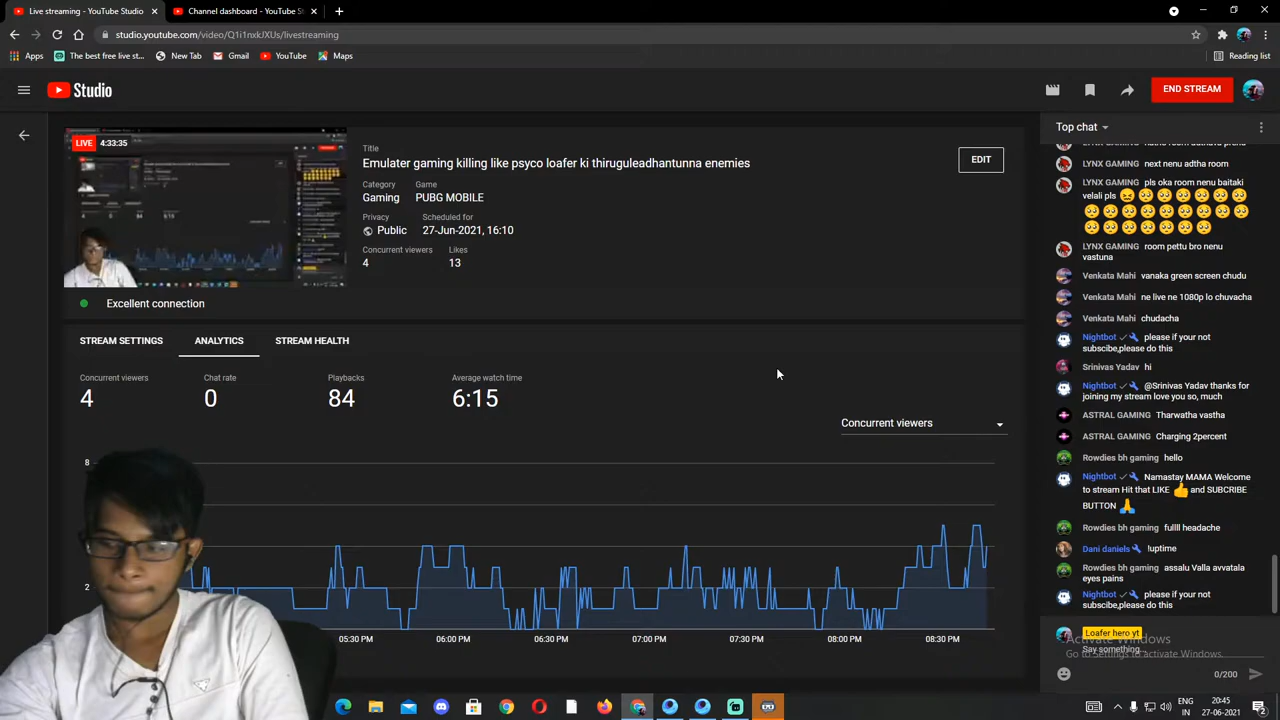 Live streaming - YouTube Studio
Channel dashboard - YouTube St
studio.youtube.com/video/Q1i1nxkJXUs/livestreaming
Apps
The best free live st...
New Tab
Gmail
YouTube
Maps
Reading list
Studio
END STREAM
LIVE 4:33:35
Title
Emulater gaming killing like psyco loafer ki thiruguleadhantunna enemies
EDIT
Category
Game
Gaming
PUBG MOBILE
Privacy
Scheduled for
Public
27-Jun-2021, 16:10
Concurrent viewers
Likes
4
13
Excellent connection
STREAM SETTINGS
ANALYTICS
STREAM HEALTH
Concurrent viewers
Chat rate
Playbacks
Average watch time
4
0
84
6:15
Concurrent viewers
8
2
05:30 PM
06:00 PM
06:30 PM
07:00 PM
07:30 PM
08:00 PM
08:30 PM
Top chat
LYNX GAMING next nenu adtha room
LYNX GAMING pls oka room nenu baitaki
velali pls 😖🥺🥺🥺🥺🥺🥺
🥺🥺🥺🥺🥺🥺🥺🥺🥺
🥺🥺🥺🥺🥺🥺🥺
LYNX GAMING room pettu bro nenu
vastuna
Venkata Mahi vanaka green screen chudu
Venkata Mahi ne live ne 1080p lo chuvacha
Venkata Mahi chudacha
Nightbot please if your not
subscibe,please do this
Srinivas Yadav hi
Nightbot @Srinivas Yadav thanks for
joining my stream love you so, much
ASTRAL GAMING Tharwatha vastha
ASTRAL GAMING Charging 2percent
Rowdies bh gaming hello
Nightbot Namastay MAMA Welcome
to stream Hit that LIKE 👍 and SUBCRIBE
BUTTON 🙏
Rowdies bh gaming fullll headache
Dani daniels !uptime
Rowdies bh gaming assalu Valla avvatala
eyes pains
Nightbot please if your not
subscibe,please do this
Loafer hero yt
Say something...
Activate Windows
Go to Settings to activate Windows.
0/200
ENG
IN
20:45
27-06-2021
2